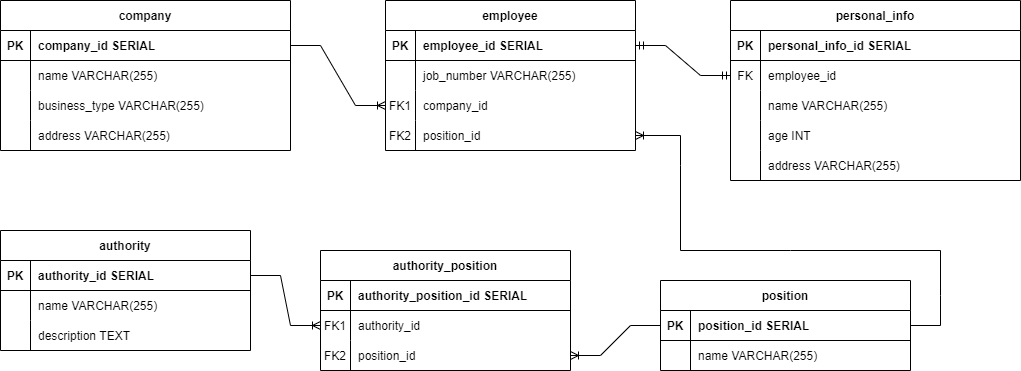 company
PK company_id SERIAL
name VARCHAR(255)
business_type VARCHAR(255)
address VARCHAR(255)
employee
PK employee_id SERIAL
job_number VARCHAR(255)
FK1 company_id
FK2 position_id
personal_info
PK personal_info_id SERIAL
FK employee_id
name VARCHAR(255)
age INT
address VARCHAR(255)
authority
PK authority_id SERIAL
name VARCHAR(255)
description TEXT
authority_position
PK authority_position_id SERIAL
FK1 authority_id
FK2 position_id
position
PK position_id SERIAL
name VARCHAR(255)